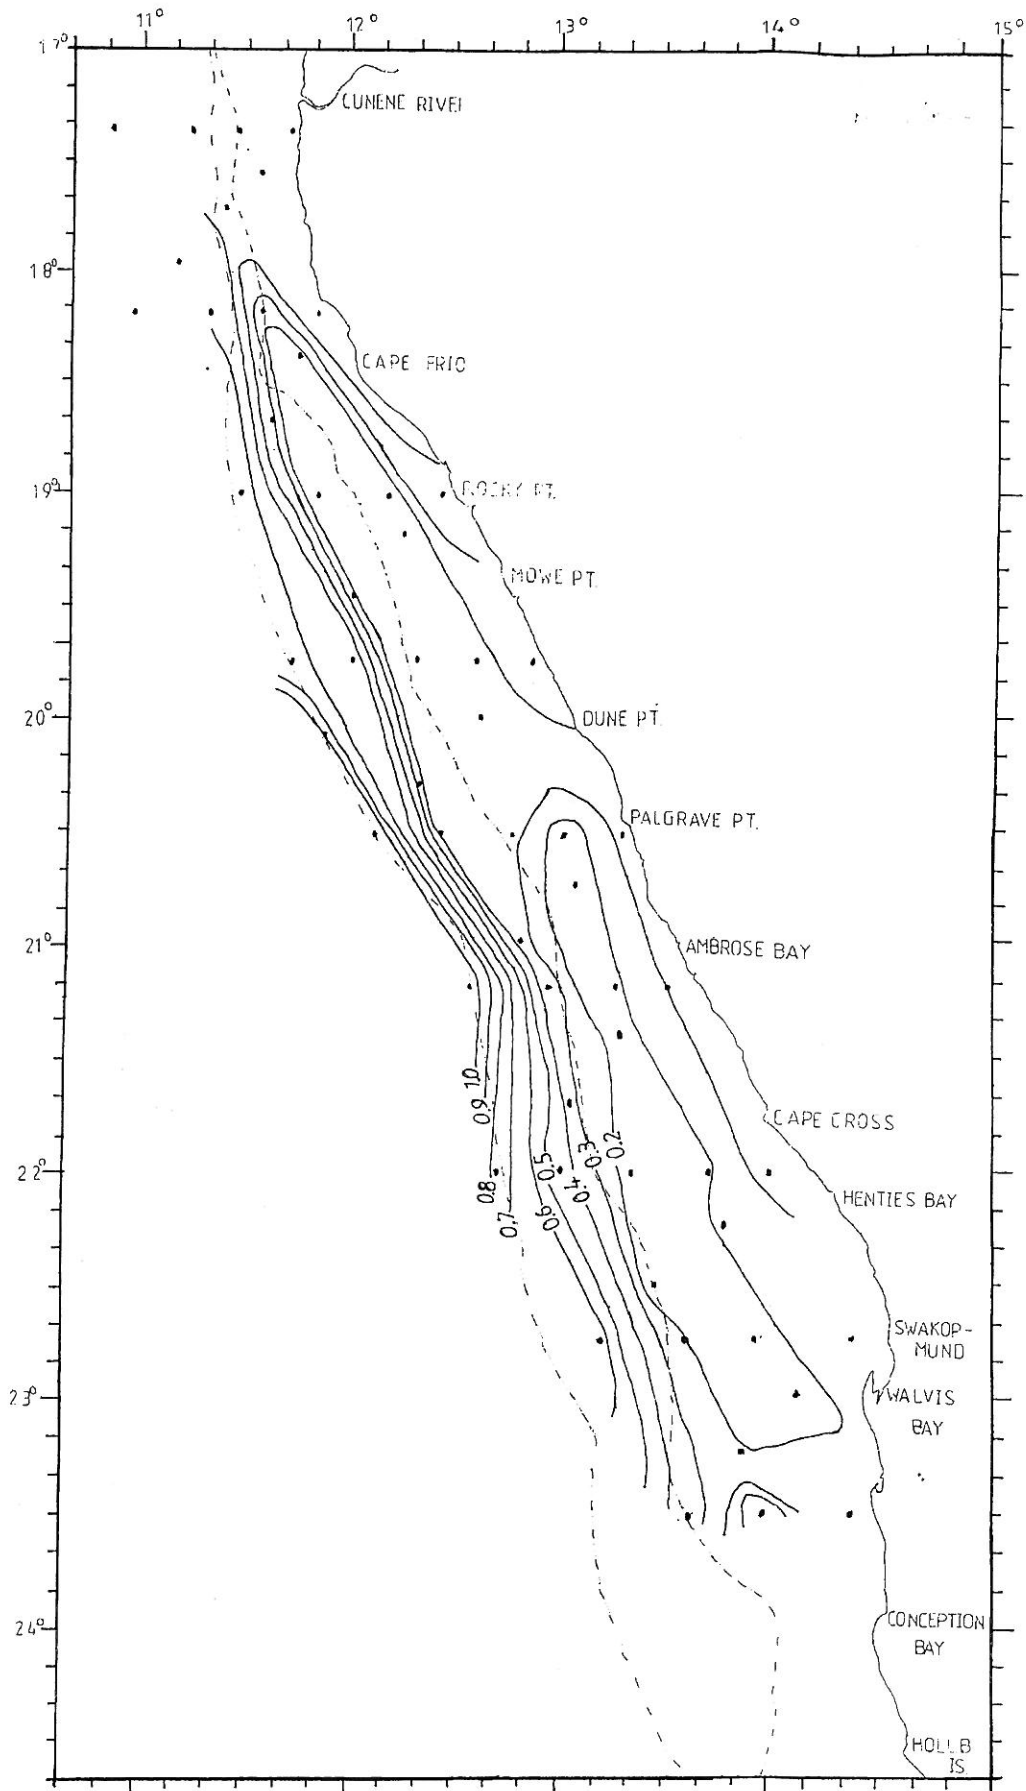 11° 12° 13° 14° 15°
17°
CUNENE RIVE
18°
CAPE FRIO
19°
ROCKY PT.
MOWE PT.
20°
DUNE PT.
PALGRAVE PT.
21°
AMBROSE BAY
1.0
0.9
CAPE CROSS
0.2
0.3
0.5
22°
0.4
0.8
HENTIES BAY
0.6
0.7
SWAKOP-
MUND
23°
WALVIS
BAY
24°
CONCEPTION
BAY
IS.